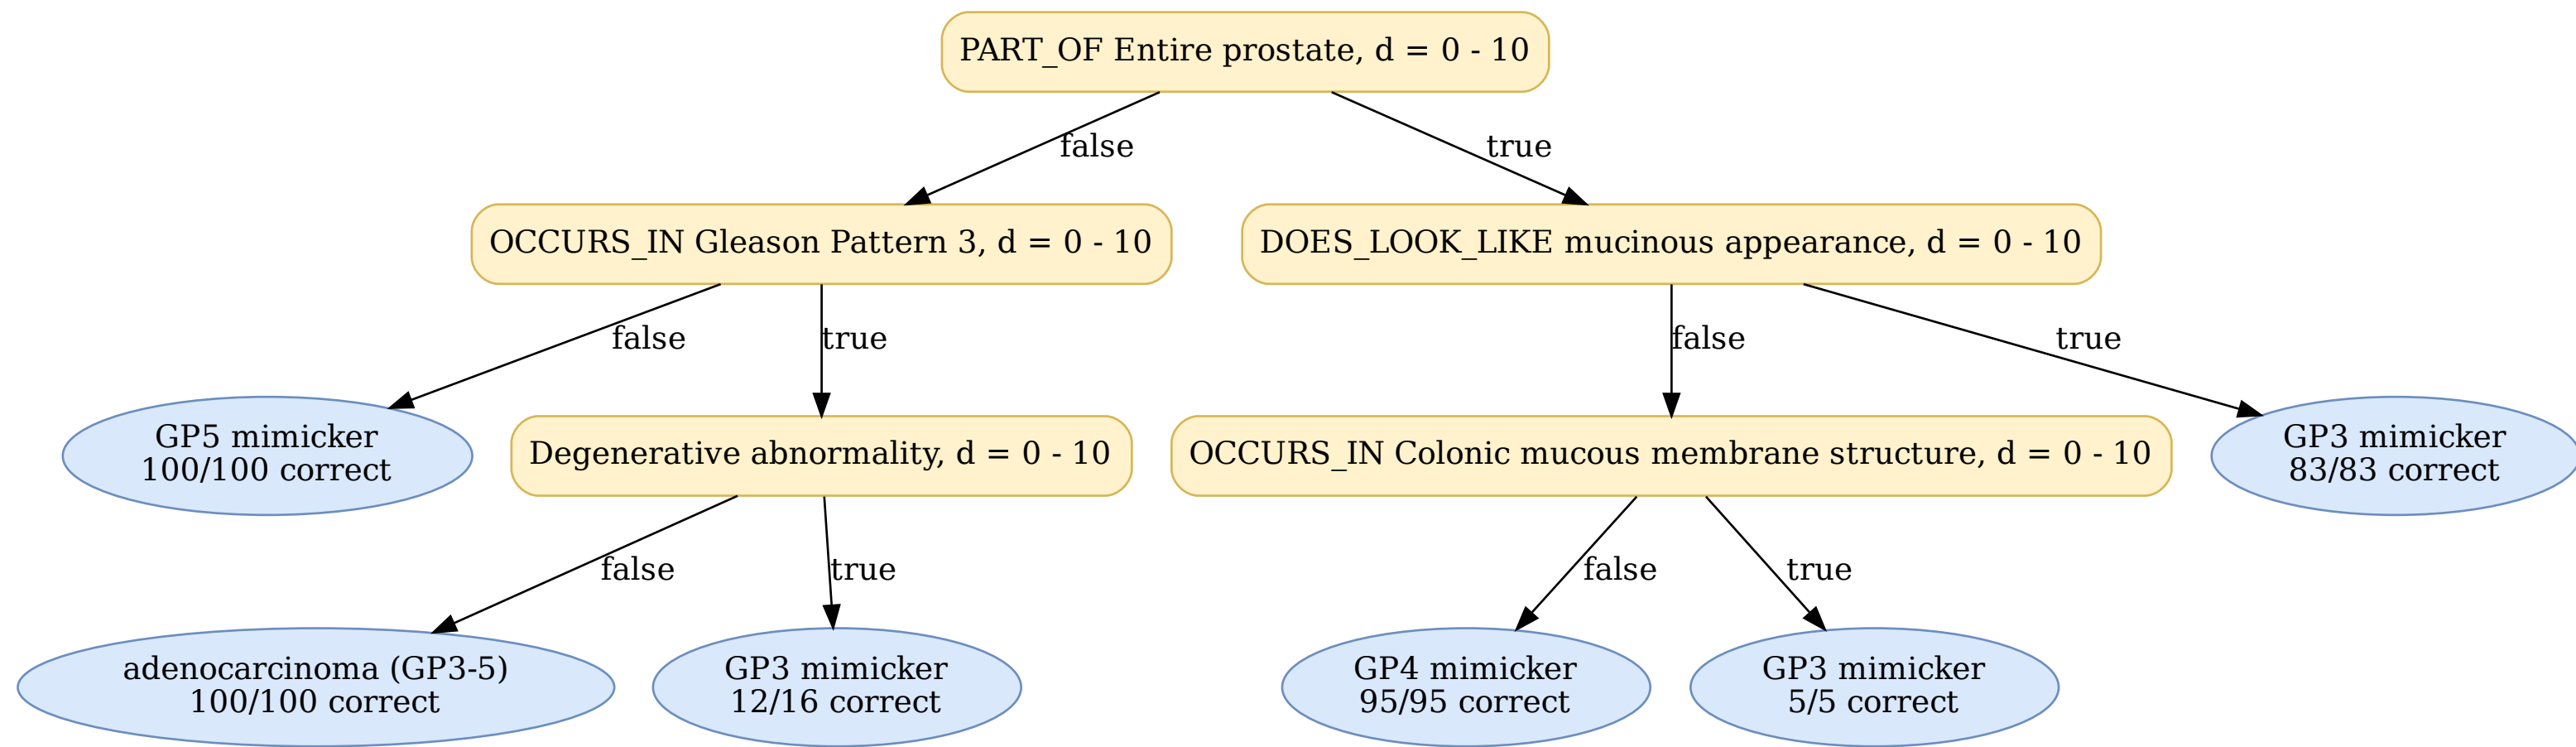 PART_OF Entire prostate, d = 0 - 10
false
true
OCCURS_IN Gleason Pattern 3, d = 0 - 10
DOES_LOOK_LIKE mucinous appearance, d = 0 - 10
false
true
false
true
GP5 mimicker
100/100 correct
Degenerative abnormality, d = 0 - 10
OCCURS_IN Colonic mucous membrane structure, d = 0 - 10
GP3 mimicker
83/83 correct
false
true
false
true
adenocarcinoma (GP3-5)
100/100 correct
GP3 mimicker
12/16 correct
GP4 mimicker
95/95 correct
GP3 mimicker
5/5 correct